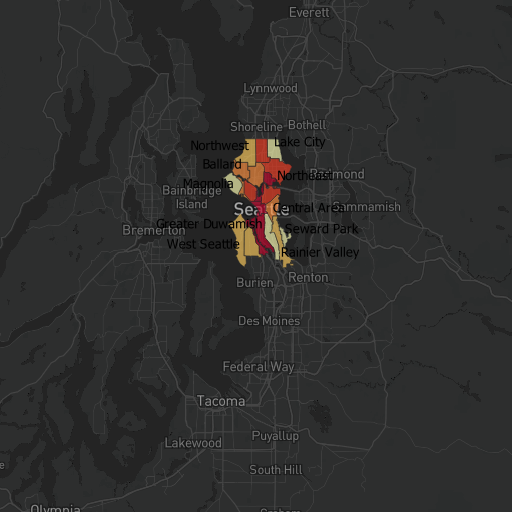 Everett
Lynnwood
Shoreline
Bothell
Northwest
Lake City
Ballard
Northeast
Redmond
Magnolia
Bainbridge
Island
Seattle
Central Area
Sammamish
Greater Duwamish
Seward Park
Bremerton
West Seattle
Rainier Valley
Burien
Renton
Des Moines
Federal Way
Tacoma
Lakewood
Puyallup
South Hill
Olympia